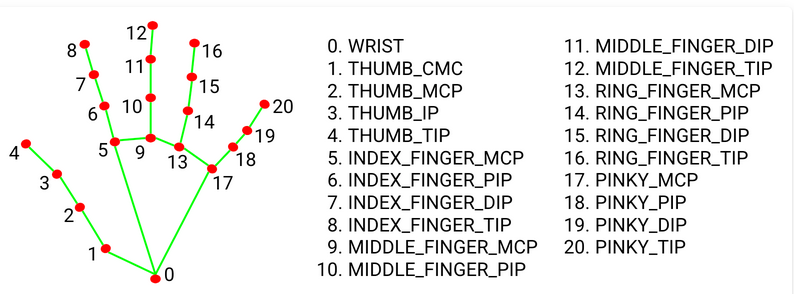 12
8
16
11
7
15
10
20
6
14
19
4
5
9
13
18
3
17
2
1
0
0. WRIST
1. THUMB_CMC
2. THUMB_MCP
3. THUMB_IP
4. THUMB_TIP
5. INDEX_FINGER_MCP
6. INDEX_FINGER_PIP
7. INDEX_FINGER_DIP
8. INDEX_FINGER_TIP
9. MIDDLE_FINGER_MCP
10. MIDDLE_FINGER_PIP
11. MIDDLE_FINGER_DIP
12. MIDDLE_FINGER_TIP
13. RING_FINGER_MCP
14. RING_FINGER_PIP
15. RING_FINGER_DIP
16. RING_FINGER_TIP
17. PINKY_MCP
18. PINKY_PIP
19. PINKY_DIP
20. PINKY_TIP